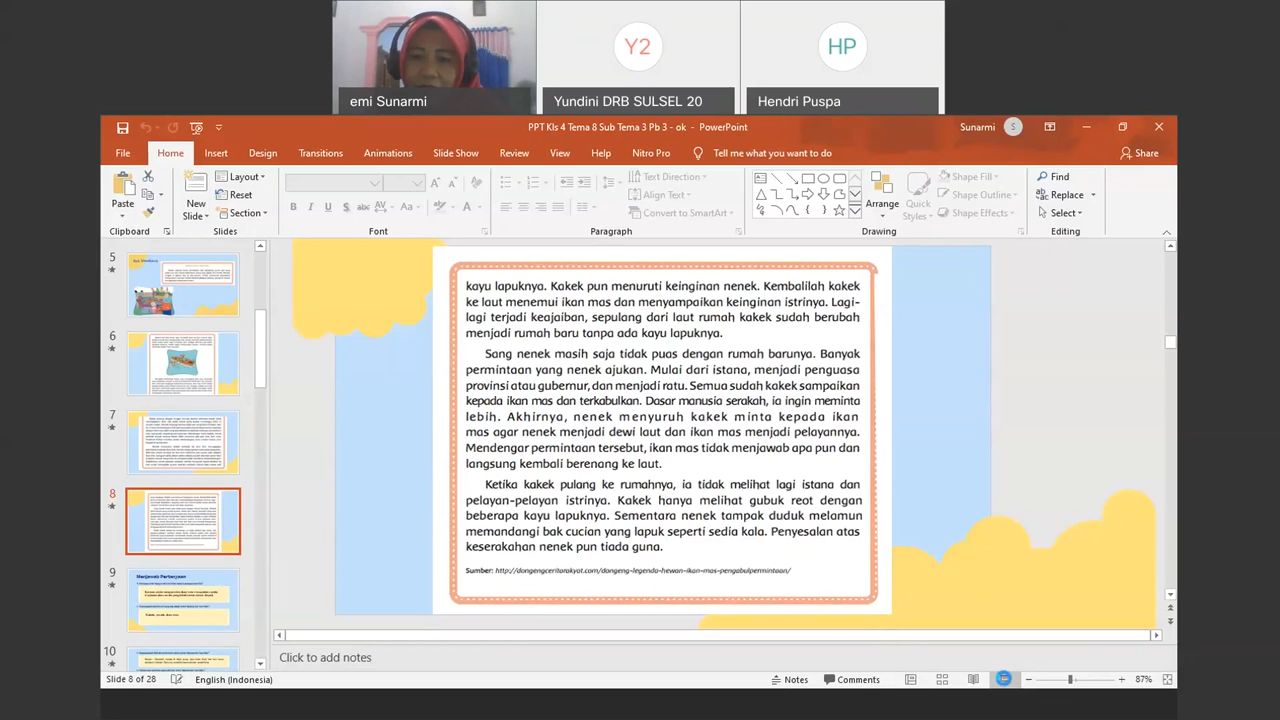 emi Sunarmi
Y2
Yundini DRB SULSEL 20
HP
Hendri Puspa
PPT Kls 4 Tema 8 Sub Tema 3 Pb 3 - ok - PowerPoint
Sunarmi
S
File
Home
Insert
Design
Transitions
Animations
Slide Show
Review
View
Help
Nitro Pro
Tell me what you want to do
Share
Paste
Clipboard
New
Slide
Layout
Reset
Section
Slides
Font
Text Direction
Align Text
Convert to SmartArt
Paragraph
Arrange
Quick
Styles
Shape Fill
Shape Outline
Shape Effects
Drawing
Find
Replace
Select
Editing
5
6
7
8
9
Menjawab Pertanyaan
10
kayu lapuknya. Kakek pun menuruti keinginan nenek. Kembalilah kakek
ke laut menemui ikan mas dan menyampaikan keinginan istrinya. Lagi-
lagi terjadi keajaiban, sepulang dari laut rumah kakek sudah berubah
menjadi rumah baru tanpa ada kayu lapuknya.
Sang nenek masih saja tidak puas dengan rumah barunya. Banyak
permintaan yang nenek ajukan. Mulai dari istana, menjadi penguasa
provinsi atau gubernur, dan menjadi ratu. Semua sudah kakek sampaikan
kepada ikan mas dan terkabulkan. Dasar manusia serakah, ia ingin meminta
lebih. Akhirnya, nenek menyuruh kakek minta kepada ikan
mas agar nenek menjadi dewi laut dan ikan mas menjadi pelayannya.
Mendengar permintaan tersebut, ikan mas tidak menjawab apa pun dan
langsung kembali berenang ke laut.
Ketika kakek pulang ke rumahnya, ia tidak melihat lagi istana dan
pelayan-pelayan istrinya. Kakek hanya melihat gubuk reot dengan
beberapa kayu lapuknya. Sementara nenek tampak duduk melamun
memandangi bak cucian yang lapuk seperti sedia kala. Penyesalan atas
keserakahan nenek pun tiada guna.
Sumber: http://dongengceritarakyat.com/dongeng-legenda-hewan-ikan-mas-pengabulpermintaan/
Click to add notes
Slide 8 of 28
English (Indonesia)
Notes
Comments
87%